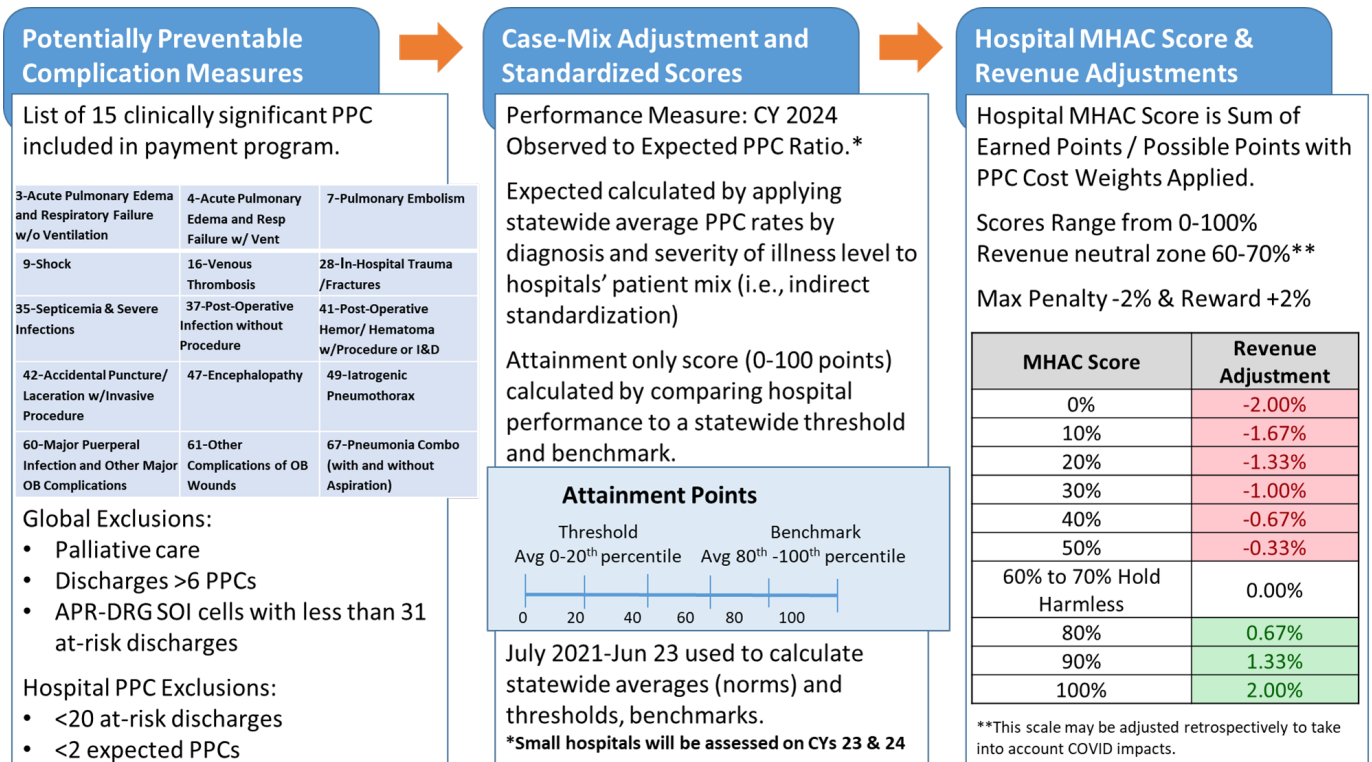 Potentially Preventable
Complication Measures
List of 15 clinically significant PPC
included in payment program.
3-Acute Pulmonary Edema
and Respiratory Failure
w/o Ventilation
4-Acute Pulmonary
Edema and Resp
Failure w/ Vent
7-Pulmonary Embolism
9-Shock
16-Venous
Thrombosis
28-In-Hospital Trauma
/Fractures
35-Septicemia & Severe
Infections
37-Post-Operative
Infection without
Procedure
41-Post-Operative
Hemor/ Hematoma
w/Procedure or I&D
42-Accidental Puncture/
Laceration w/Invasive
Procedure
47-Encephalopathy
49-Iatrogenic
Pneumothorax
60-Major Puerperal
Infection and Other Major
OB Complications
61-Other
Complications of OB
Wounds
67-Pneumonia Combo
(with and without
Aspiration)
Global Exclusions:
• Palliative care
• Discharges >6 PPCs
• APR-DRG SOI cells with less than 31
at-risk discharges
Hospital PPC Exclusions:
• <20 at-risk discharges
• <2 expected PPCs
Case-Mix Adjustment and
Standardized Scores
Performance Measure: CY 2024
Observed to Expected PPC Ratio.*
Expected calculated by applying
statewide average PPC rates by
diagnosis and severity of illness level to
hospitals' patient mix (i.e., indirect
standardization)
Attainment only score (0-100 points)
calculated by comparing hospital
performance to a statewide threshold
and benchmark.
Attainment Points
Threshold
Avg 0-20th percentile
Benchmark
Avg 80th -100th percentile
0 20 40 60 80 100
July 2021-Jun 23 used to calculate
statewide averages (norms) and
thresholds, benchmarks.
*Small hospitals will be assessed on CYs 23 & 24
Hospital MHAC Score &
Revenue Adjustments
Hospital MHAC Score is Sum of
Earned Points / Possible Points with
PPC Cost Weights Applied.
Scores Range from 0-100%
Revenue neutral zone 60-70%**
Max Penalty -2% & Reward +2%
MHAC Score
Revenue
Adjustment
0% -2.00%
10% -1.67%
20% -1.33%
30% -1.00%
40% -0.67%
50% -0.33%
60% to 70% Hold
Harmless
0.00%
80% 0.67%
90% 1.33%
100% 2.00%
**This scale may be adjusted retrospectively to take
into account COVID impacts.